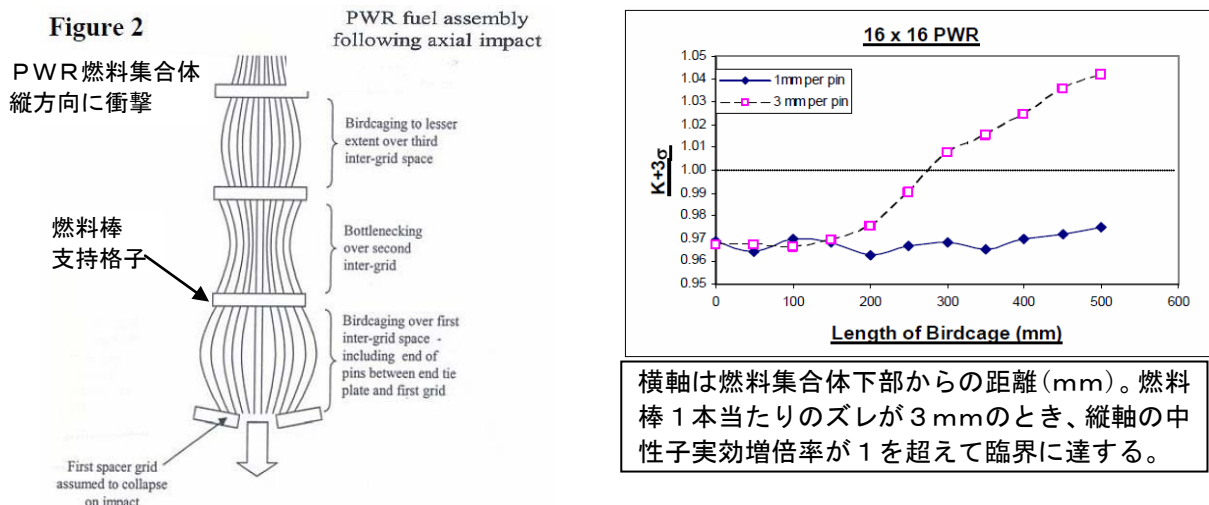 Figure 2
PWR fuel assembly
following axial impact
PWR燃料集合体
縦方向に衝撃
Birdcaging to lesser
extent over third
inter-grid space
燃料棒
支持格子
Bottlenecking
over second
inter-grid
Birdcaging over first
inter-grid space -
including end of
pins between end tie
plate and first grid
First spacer grid
assumed to collapse
on impact
16 x 16 PWR
1.05
1.04
1.03
1.02
1.01
1.00
0.99
0.98
0.97
0.96
0.95
K+3σ
1mm per pin
3 mm per pin
0 100 200 300 400 500 600
Length of Birdcage (mm)
横軸は燃料集合体下部からの距離(mm)。燃料
棒1本当たりのズレが3mmのとき、縦軸の中
性子実効増倍率が1を超えて臨界に達する。